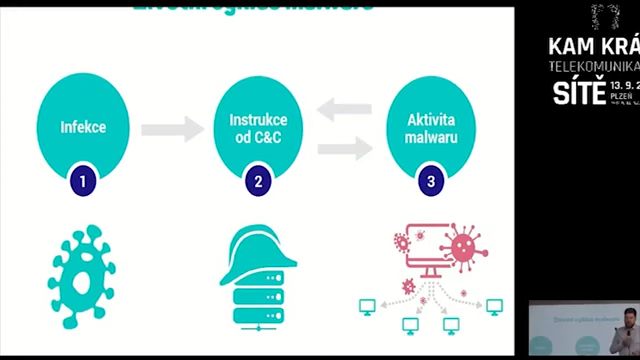 Infekce
Instrukce
od C&C
Aktivita
malwaru
1
2
3
KAM KRÁ
TELEKOMUNIKA
SÍTĚ
13. 9. 2
PLZEŇ